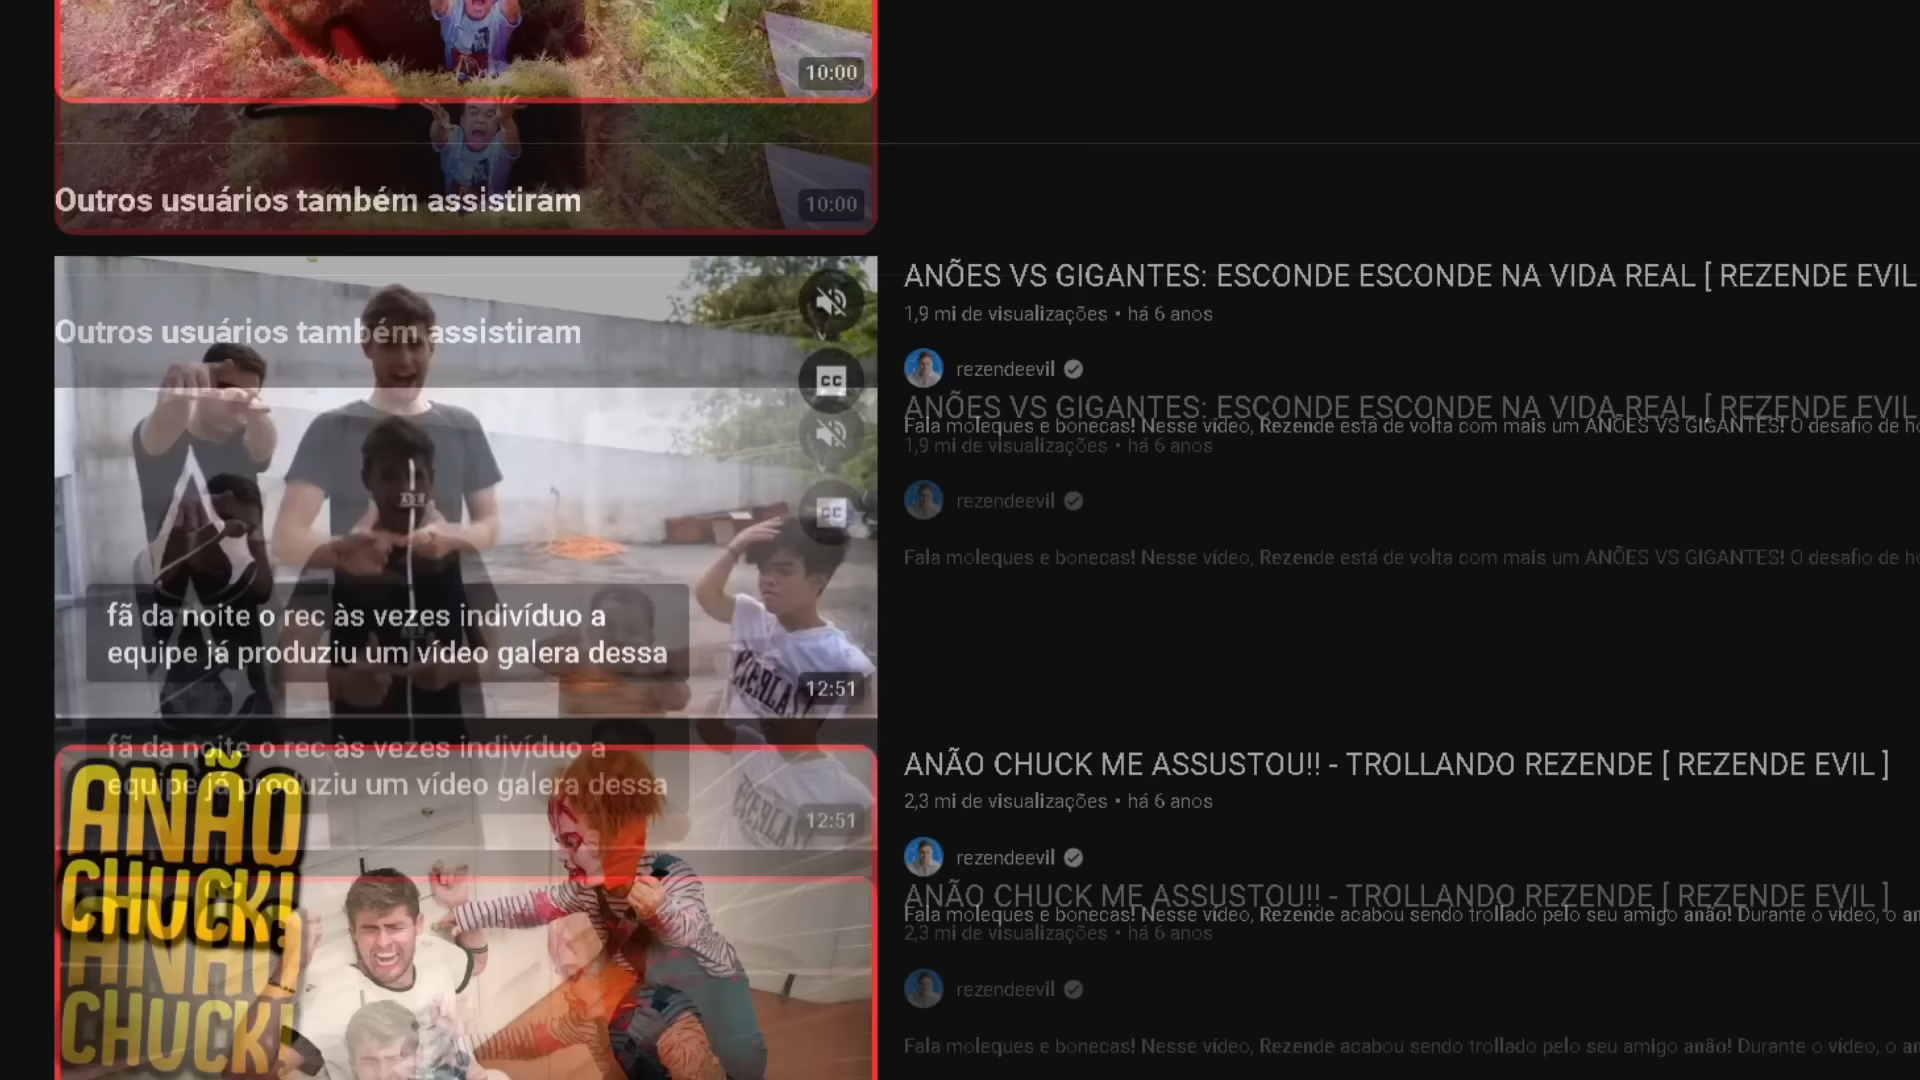 10:00
Outros usuários também assistiram
10:00
ANÕES VS GIGANTES: ESCONDE ESCONDE NA VIDA REAL [ REZENDE EVIL
1,9 mi de visualizações • há 6 anos
Outros usuários também assistiram
CC
rezendeevil
ANÕES VS GIGANTES: ESCONDE ESCONDE NA VIDA REAL [ REZENDE EVIL
Fala moleques e bonecas! Nesse vídeo, Rezende está de volta com mais um ANÕES VS GIGANTES! O desafio de
1,9 mi de visualizações • há 6 anos
CC
rezendeevil
Fala moleques e bonecas! Nesse vídeo, Rezende está de volta com mais um ANÕES VS GIGANTES! O desafio de
fã da noite o rec às vezes indivíduo a
equipe já produziu um vídeo galera dessa
12:51
fã da noite o rec às vezes indivíduo a
equipe já produziu um vídeo galera dessa
12:51
ANÃO
CHUCK!
ANÃO
CHUCK!
ANÃO CHUCK ME ASSUSTOU!! - TROLLANDO REZENDE [ REZENDE EVIL ]
2,3 mi de visualizações • há 6 anos
rezendeevil
ANÃO CHUCK ME ASSUSTOU!! - TROLLANDO REZENDE [ REZENDE EVIL ]
Fala moleques e bonecas! Nesse vídeo, Rezende acabou sendo trollado pelo seu amigo anão! Durante o vídeo, o
2,3 mi de visualizações • há 6 anos
rezendeevil
Fala moleques e bonecas! Nesse vídeo, Rezende acabou sendo trollado pelo seu amigo anão! Durante o vídeo, o